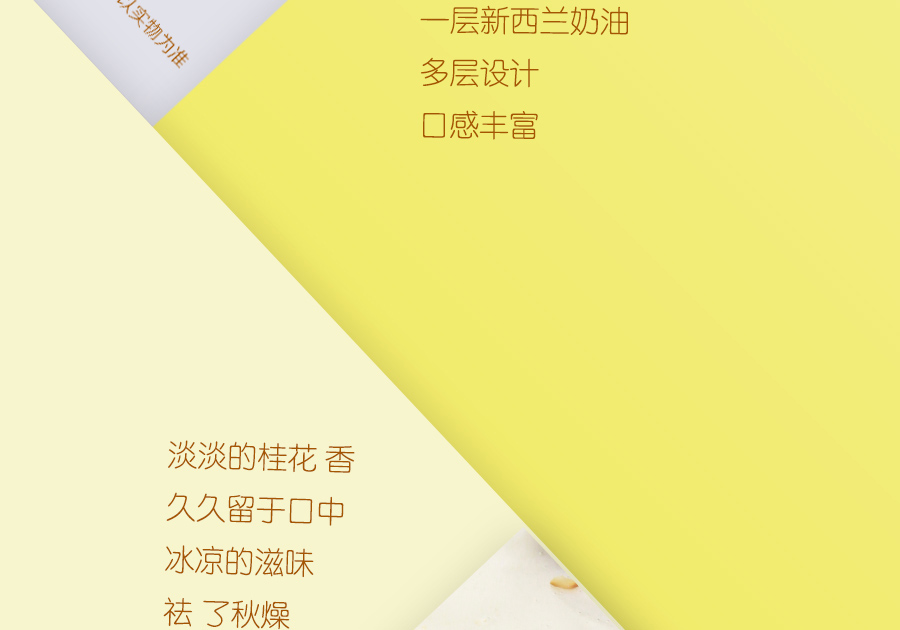 以实物为准
一层新西兰奶油
多层设计
口感丰富
淡淡的桂花 香
久久留于口中
冰凉的滋味
祛 了秋燥